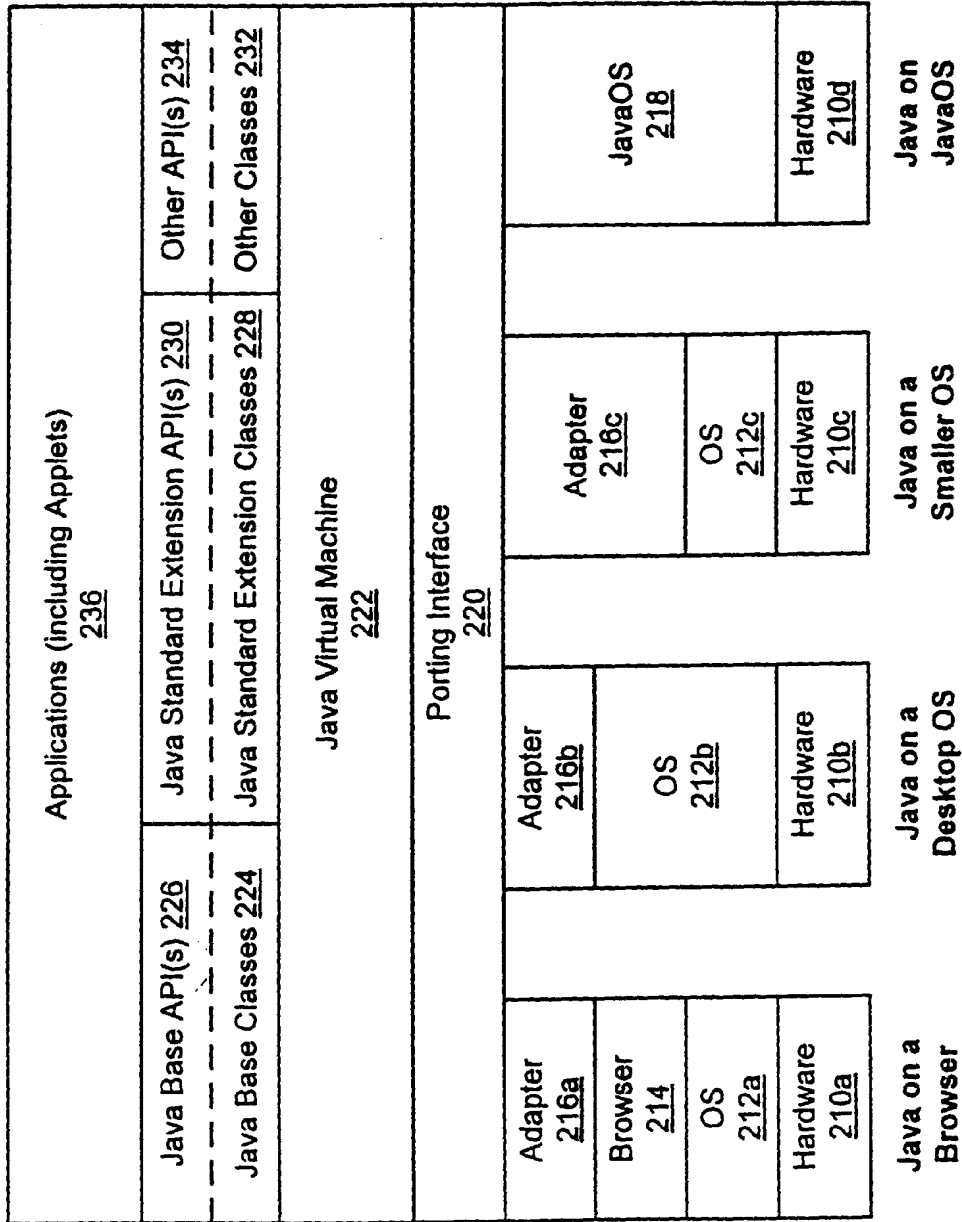 Applications (including Applets)
236
Java Base API(s) 226
Java Standard Extension API(s) 230
Other API(s) 234
Java Base Classes 224
Java Standard Extension Classes 228
Other Classes 232
Java Virtual Machine
222
Porting Interface
220
Adapter
216a
Browser
214
OS
212a
Hardware
210a
Java on a
Browser
Adapter
216b
OS
212b
Hardware
210b
Java on a
Desktop OS
Adapter
216c
OS
212c
Hardware
210c
Java on a
Smaller OS
JavaOS
218
Hardware
210d
Java on
JavaOS